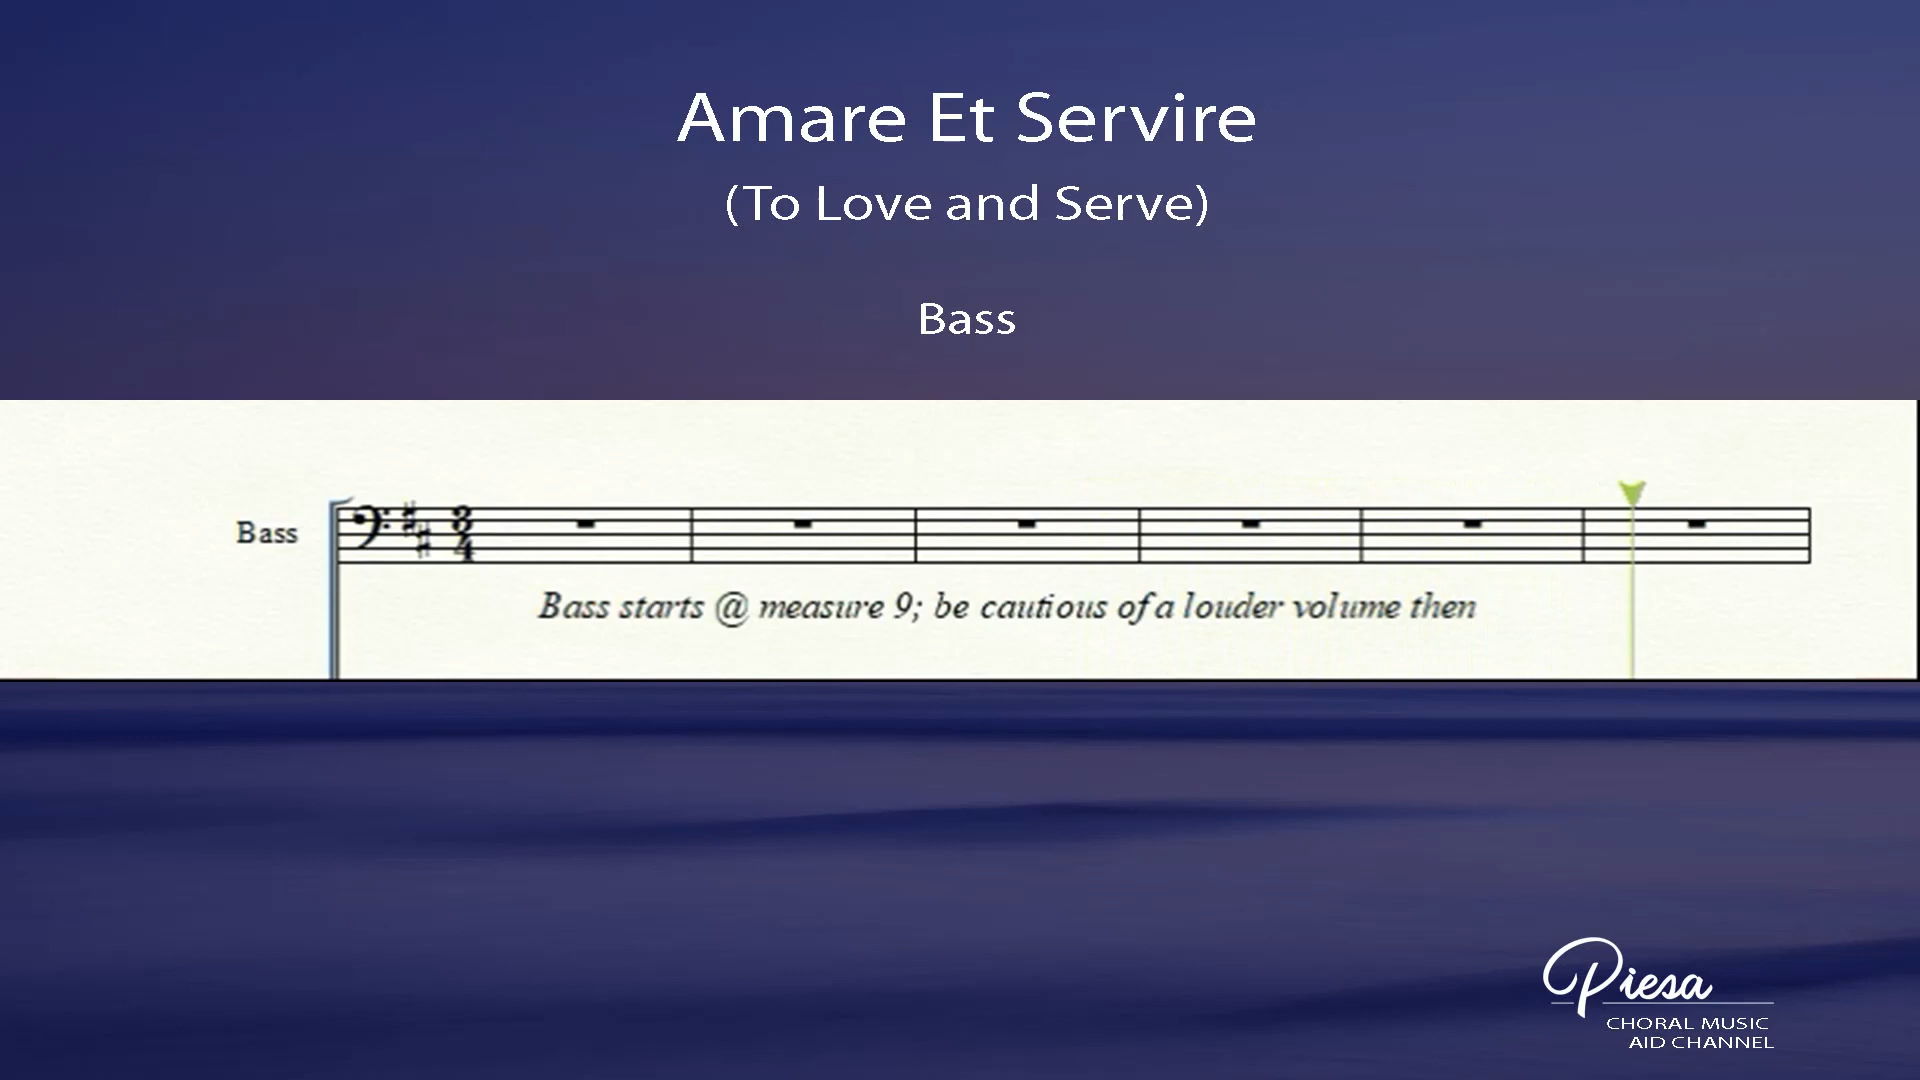 Amare Et Servire
(To Love and Serve)
Bass
Bass
Bass starts @ measure 9; be cautious of a louder volume then
Piesa
CHORAL MUSIC
AID CHANNEL